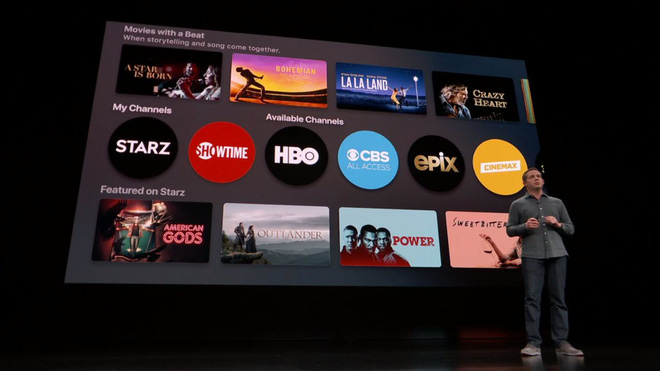 Movies with a Beat
When storytelling and song come together.
A STAR
IS BORN
BOHEMIAN
RHAPSODY
LA LA LAND
CRAZY
HEART
My Channels
Available Channels
STARZ
SHOWTIME
HBO
CBS
ALL ACCESS
epix
CINEMAX
Featured on Starz
AMERICAN
GODS
OUTLANDER
POWER
SWEETBITTER